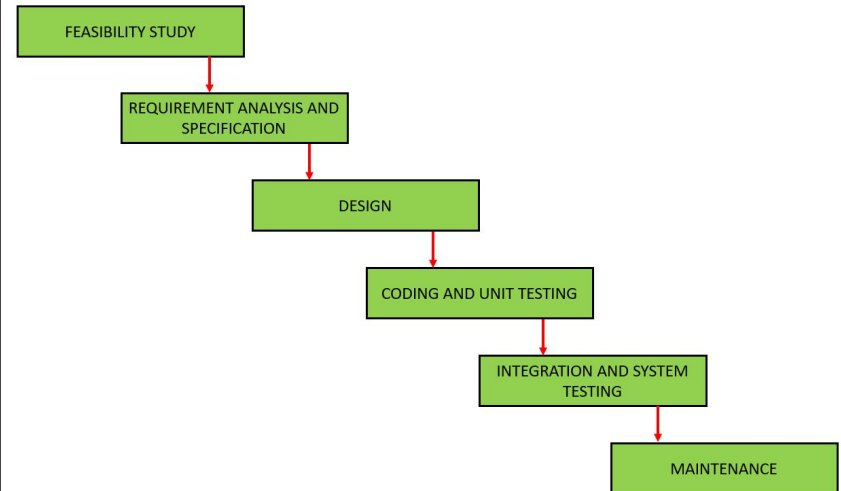 FEASIBILITY STUDY
REQUIREMENT ANALYSIS AND
SPECIFICATION
DESIGN
CODING AND UNIT TESTING
INTEGRATION AND SYSTEM
TESTING
MAINTENANCE